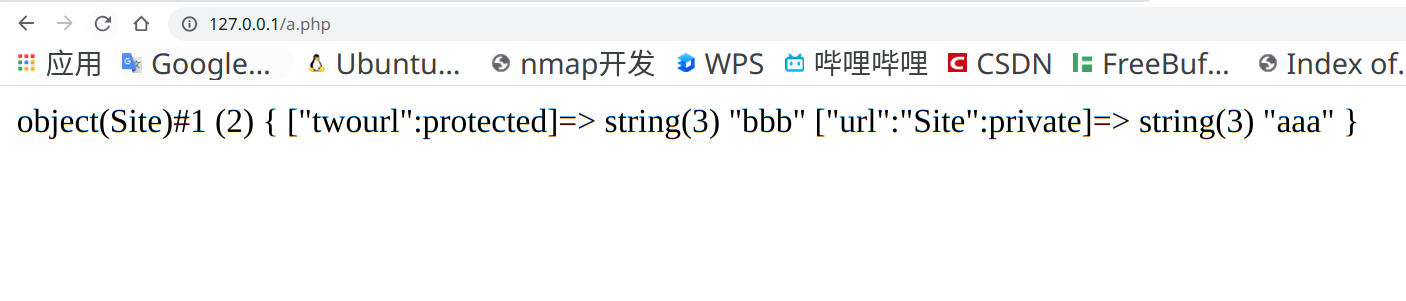 127.0.0.1/a.php
应用 Google... Ubuntu... nmap开发 WPS 哔哩哔哩 CSDN FreeBuf... Index of.
object(Site)#1 (2) { ["twourl":protected]=> string(3) "bbb" ["url":"Site":private]=> string(3) "aaa" }